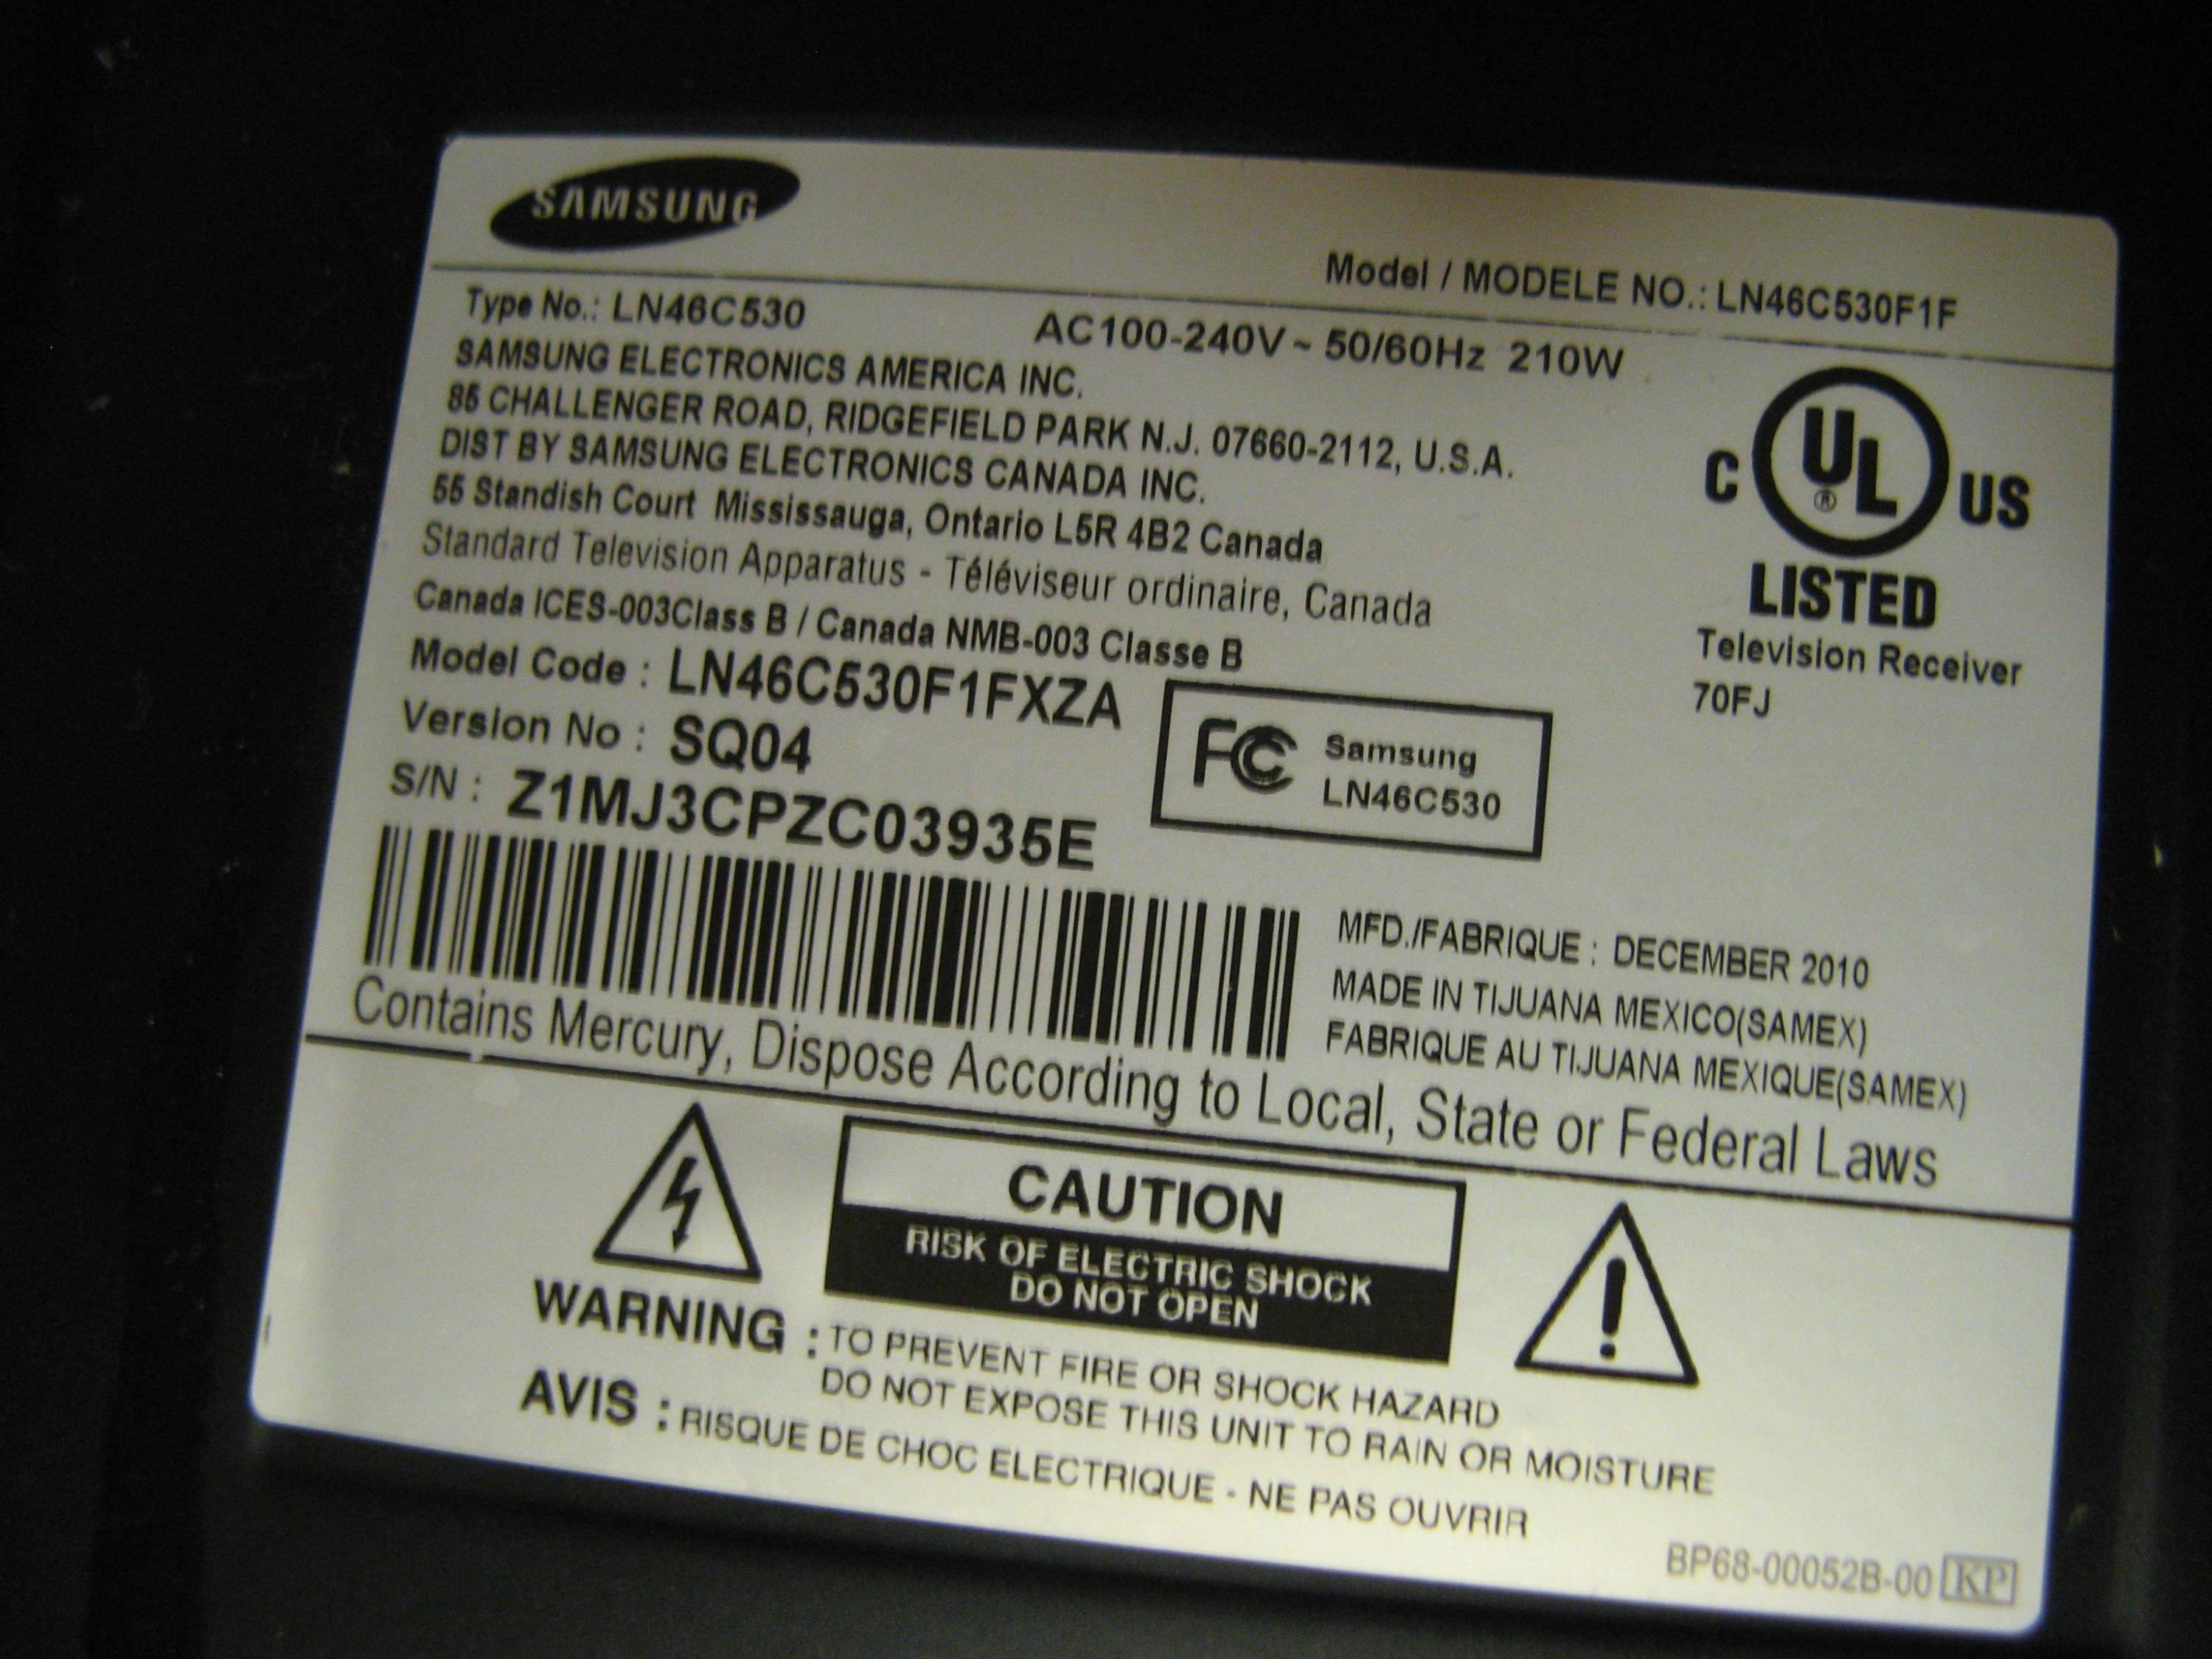 SAMSUNG
Model / MODELE NO.: LN46C530F1F
Type No.: LN46C530
AC100-240V ~ 50/60Hz 210W
SAMSUNG ELECTRONICS AMERICA INC.
85 CHALLENGER ROAD, RIDGEFIELD PARK N.J. 07660-2112, U.S.A.
DIST BY SAMSUNG ELECTRONICS CANADA INC.
55 Standish Court Mississauga, Ontario L5R 4B2 Canada
Standard Television Apparatus - Téléviseur ordinaire, Canada
Canada ICES-003Class B / Canada NMB-003 Classe B
C UL ® US
LISTED
Television Receiver
70FJ
Model Code : LN46C530F1FXZA
Version No : SQ04
S/N : Z1MJ3CPZC03935E
FC Samsung
LN46C530
MFD./FABRIQUE : DECEMBER 2010
MADE IN TIJUANA MEXICO(SAMEX)
FABRIQUE AU TIJUANA MEXIQUE(SAMEX)
Contains Mercury, Dispose According to Local, State or Federal Laws
CAUTION
RISK OF ELECTRIC SHOCK
DO NOT OPEN
WARNING : TO PREVENT FIRE OR SHOCK HAZARD
DO NOT EXPOSE THIS UNIT TO RAIN OR MOISTURE
AVIS : RISQUE DE CHOC ELECTRIQUE - NE PAS OUVRIR
BP68-00052B-00 KP